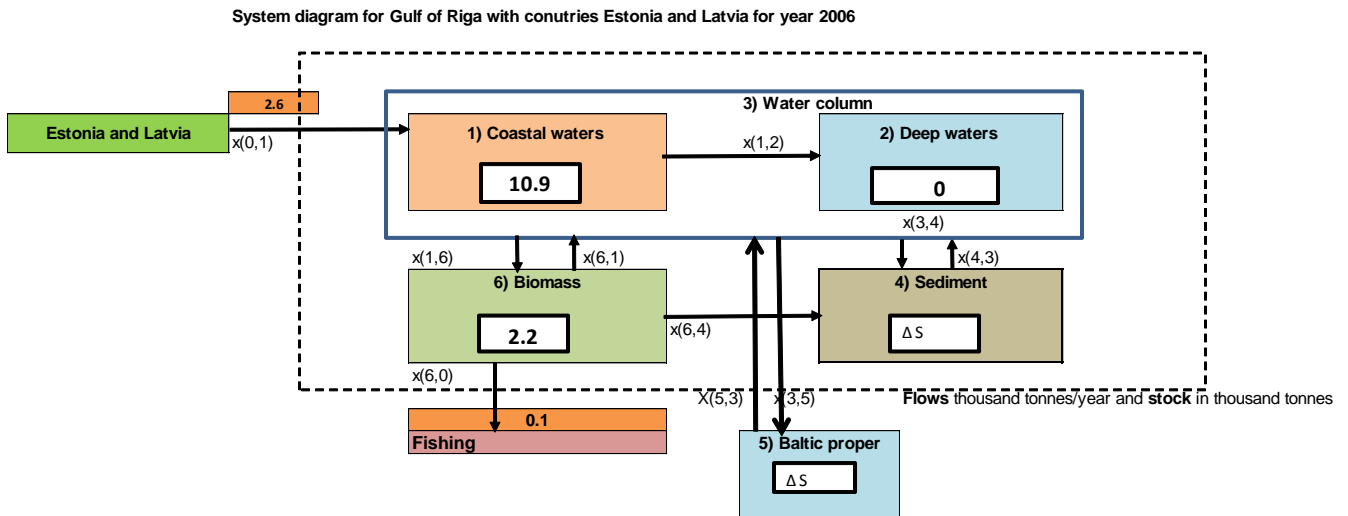 System diagram for Gulf of Riga with conutries Estonia and Latvia for year 2006
2.6
3) Water column
Estonia and Latvia
x(0,1)
1) Coastal waters
10.9
x(1,2)
2) Deep waters
0
x(3,4)
x(1,6)
x(6,1)
x(4,3)
6) Biomass
2.2
4) Sediment
Δ S
x(6,4)
x(6,0)
X(5,3)
x(3,5)
Flows thousand tonnes/year and stock in thousand tonnes
0.1
Fishing
5) Baltic proper
Δ S